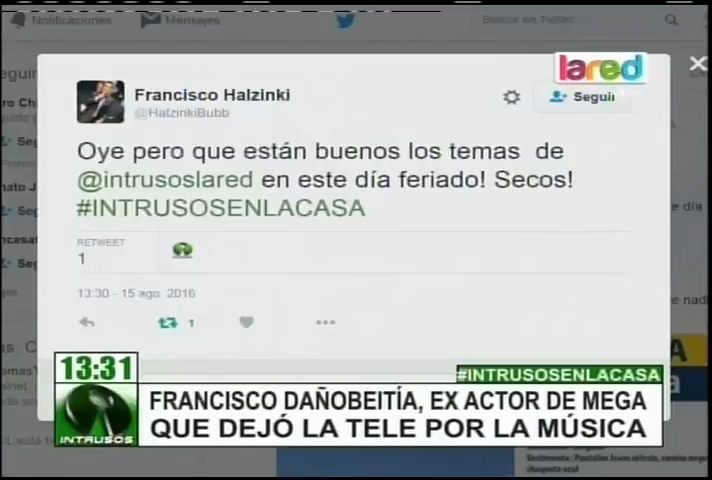 Notificaciones
Mensajes
Buscar en Twitter
lared
Francisco Halzinki
@HalzinkiBubb
Seguir
Oye pero que están buenos los temas de
@intrusoslared en este día feriado! Secos!
#INTRUSOSENLACASA
RETWEET
1
13:30 - 15 ago. 2016
1
13:31
#INTRUSOSENLACASA
INTRUSOS
FRANCISCO DAÑOBEITÍA, EX ACTOR DE MEGA
QUE DEJÓ LA TELE POR LA MÚSICA